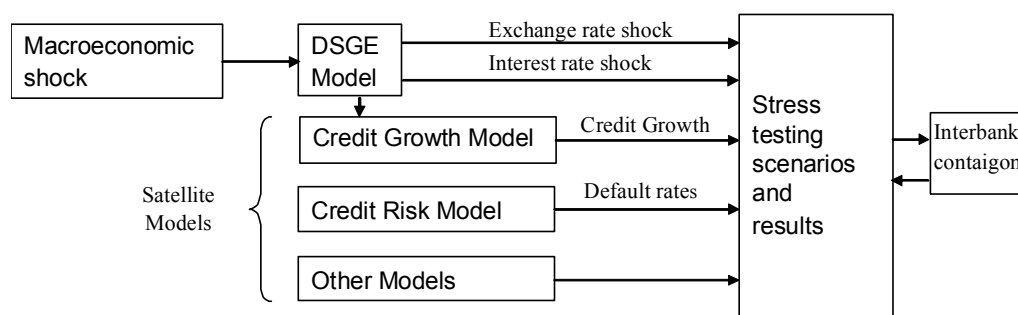 Macroeconomic
shock
DSGE
Model
Exchange rate shock
Interest rate shock
Credit Growth Model
Credit Growth
Satellite
Models
Credit Risk Model
Default rates
Other Models
Stress
testing
scenarios
and
results
Interbank
contaigon